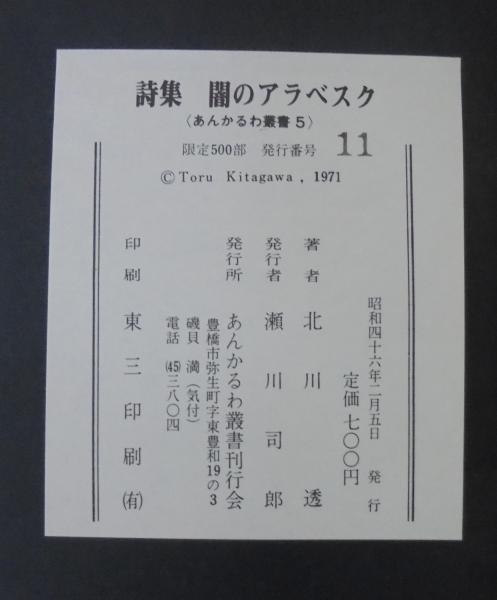 詩集 闇のアラベスク
〈あんかるわ叢書5〉
限定500部 発行番号 11
©Toru Kitagawa, 1971
昭和四十六年二月五日 発行
定価 七〇〇円
著者 北川 透
発行者 瀬川司郎
発行所 あんかるわ叢書刊行会
豊橋市弥生町字東豊和19の3
磯貝 満(気付)
電話 (45)三八〇四
印刷 東三印刷(有)